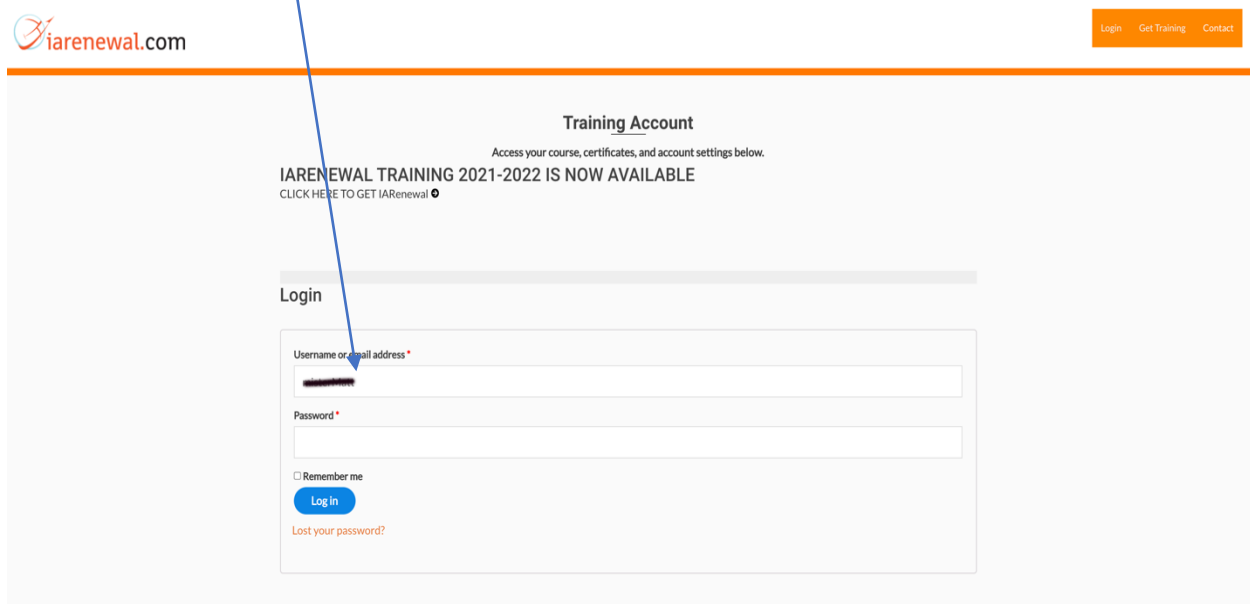 iarenewal.com
Login Get Training Contact
Training Account
Access your course, certificates, and account settings below.
IARENEWAL TRAINING 2021-2022 IS NOW AVAILABLE
CLICK HERE TO GET IARenewal
Login
Username or email address *
Password *
Remember me
Log in
Lost your password?